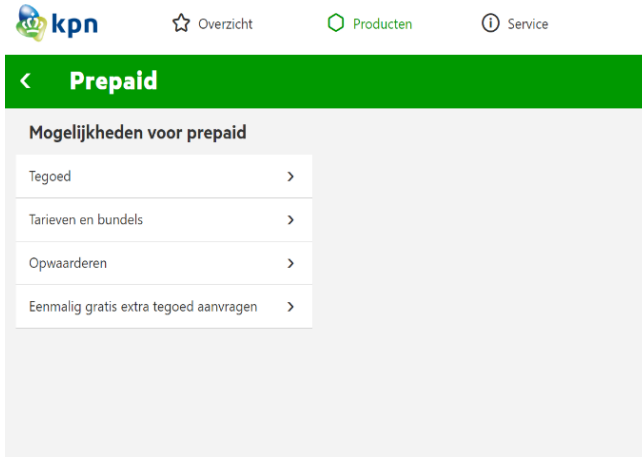 kpn
Overzicht
Producten
Service
Prepaid
Mogelijkheden voor prepaid
Tegoed
Tarieven en bundels
Opwaarderen
Eenmalig gratis extra tegoed aanvragen